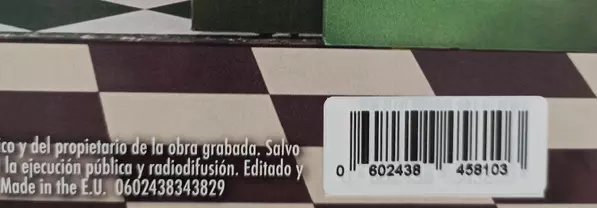 ico y del propietario de la obra grabada. Salvo
la ejecución pública y radiodifusión. Editado y
Made in the E.U. 0602438343829
0 602438 458103